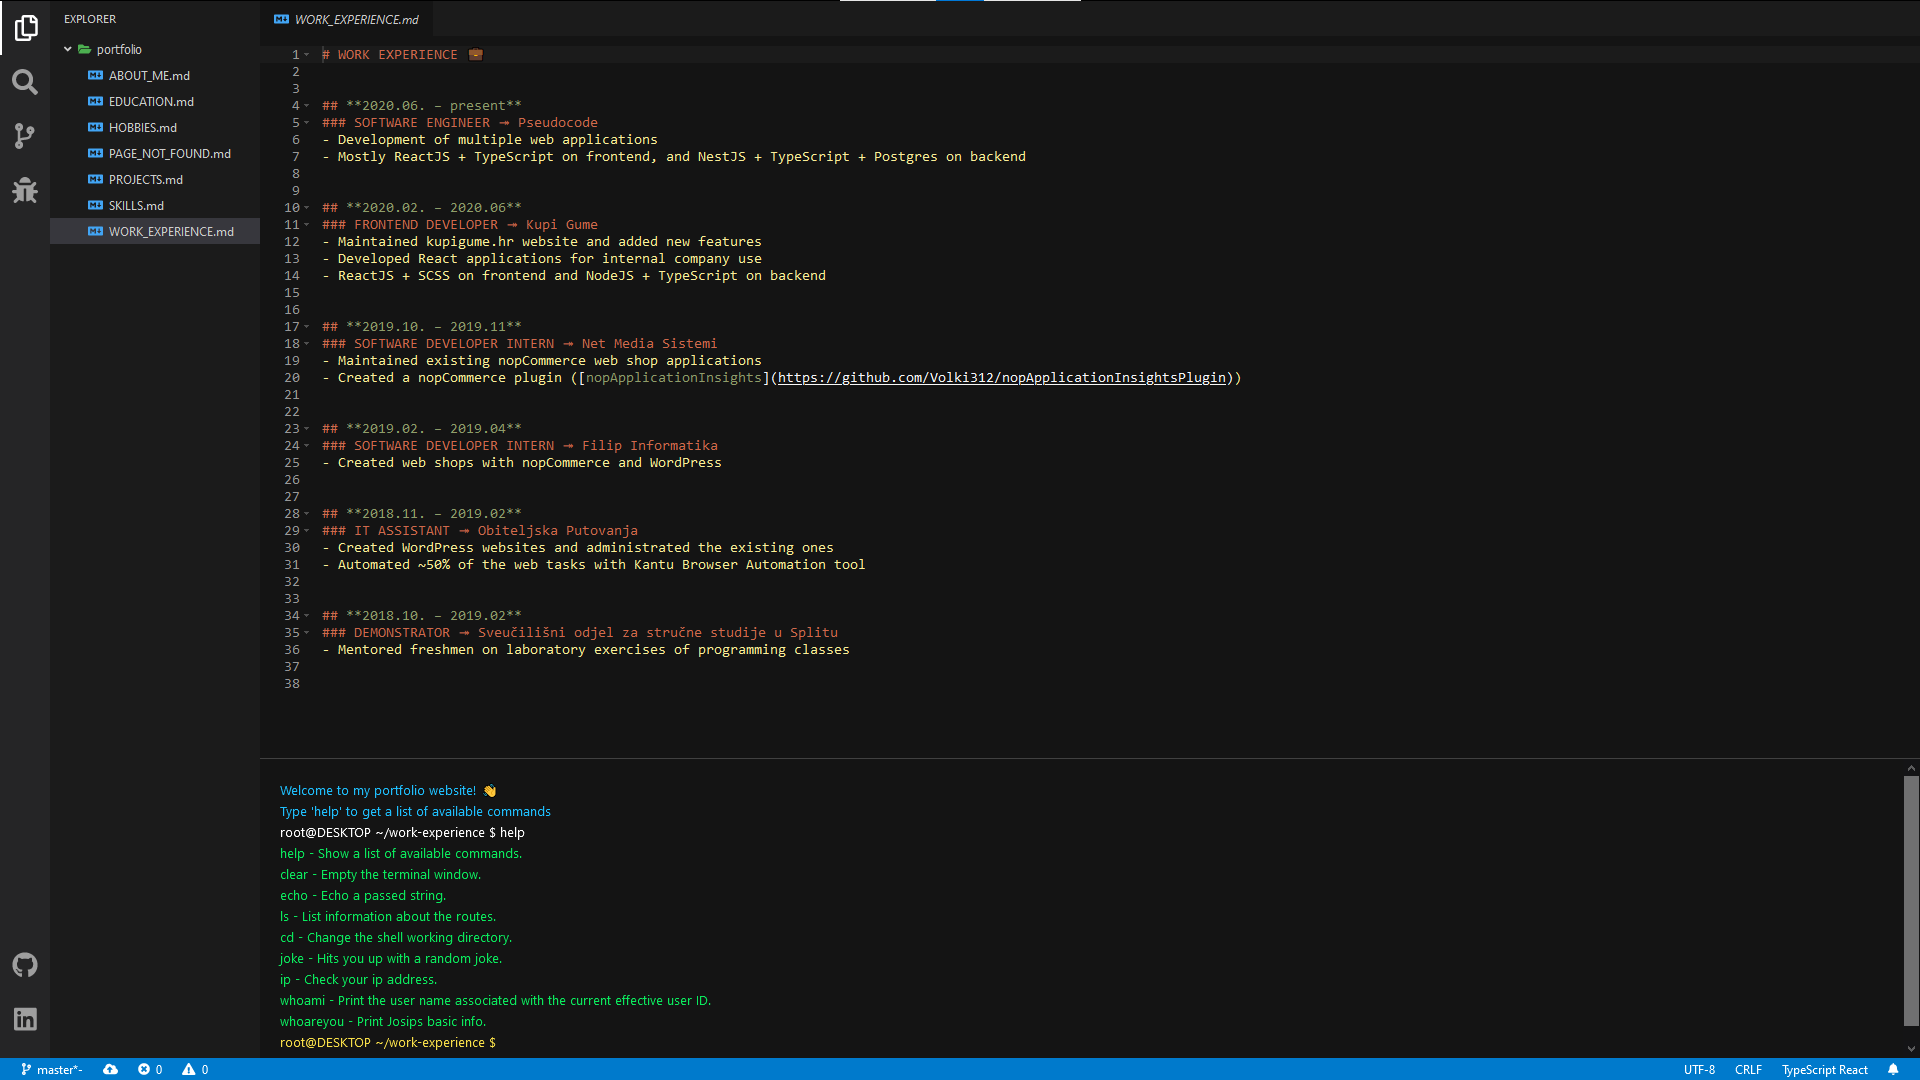 EXPLORER
portfolio
ABOUT_ME.md
EDUCATION.md
HOBBIES.md
PAGE_NOT_FOUND.md
PROJECTS.md
SKILLS.md
WORK_EXPERIENCE.md
WORK_EXPERIENCE.md
1 # WORK EXPERIENCE 💼
2
3
4 ## **2020.06. – present**
5 ### SOFTWARE ENGINEER ↠ Pseudocode
6 - Development of multiple web applications
7 - Mostly ReactJS + TypeScript on frontend, and NestJS + TypeScript + Postgres on backend
8
9
10 ## **2020.02. – 2020.06**
11 ### FRONTEND DEVELOPER ↠ Kupi Gume
12 - Maintained kupigume.hr website and added new features
13 - Developed React applications for internal company use
14 - ReactJS + SCSS on frontend and NodeJS + TypeScript on backend
15
16
17 ## **2019.10. – 2019.11**
18 ### SOFTWARE DEVELOPER INTERN ↠ Net Media Sistemi
19 - Maintained existing nopCommerce web shop applications
20 - Created a nopCommerce plugin ([nopApplicationInsights](https://github.com/Volki312/nopApplicationInsightsPlugin))
21
22
23 ## **2019.02. – 2019.04**
24 ### SOFTWARE DEVELOPER INTERN ↠ Filip Informatika
25 - Created web shops with nopCommerce and WordPress
26
27
28 ## **2018.11. – 2019.02**
29 ### IT ASSISTANT ↠ Obiteljska Putovanja
30 - Created WordPress websites and administrated the existing ones
31 - Automated ~50% of the web tasks with Kantu Browser Automation tool
32
33
34 ## **2018.10. – 2019.02**
35 ### DEMONSTRATOR ↠ Sveučilišni odjel za stručne studije u Splitu
36 - Mentored freshmen on laboratory exercises of programming classes
37
38
Welcome to my portfolio website! 👋
Type 'help' to get a list of available commands
root@DESKTOP ~/work-experience $ help
help - Show a list of available commands.
clear - Empty the terminal window.
echo - Echo a passed string.
ls - List information about the routes.
cd - Change the shell working directory.
joke - Hits you up with a random joke.
ip - Check your ip address.
whoami - Print the user name associated with the current effective user ID.
whoareyou - Print Josips basic info.
root@DESKTOP ~/work-experience $
master*- 0 0 UTF-8 CRLF TypeScript React